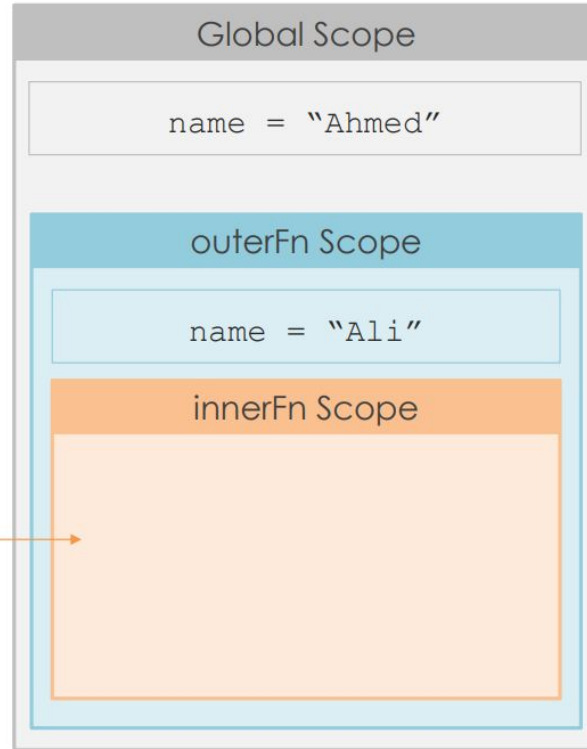 Global Scope
name = “Ahmed”
outerFn Scope
name = “Ali”
innerFn Scope